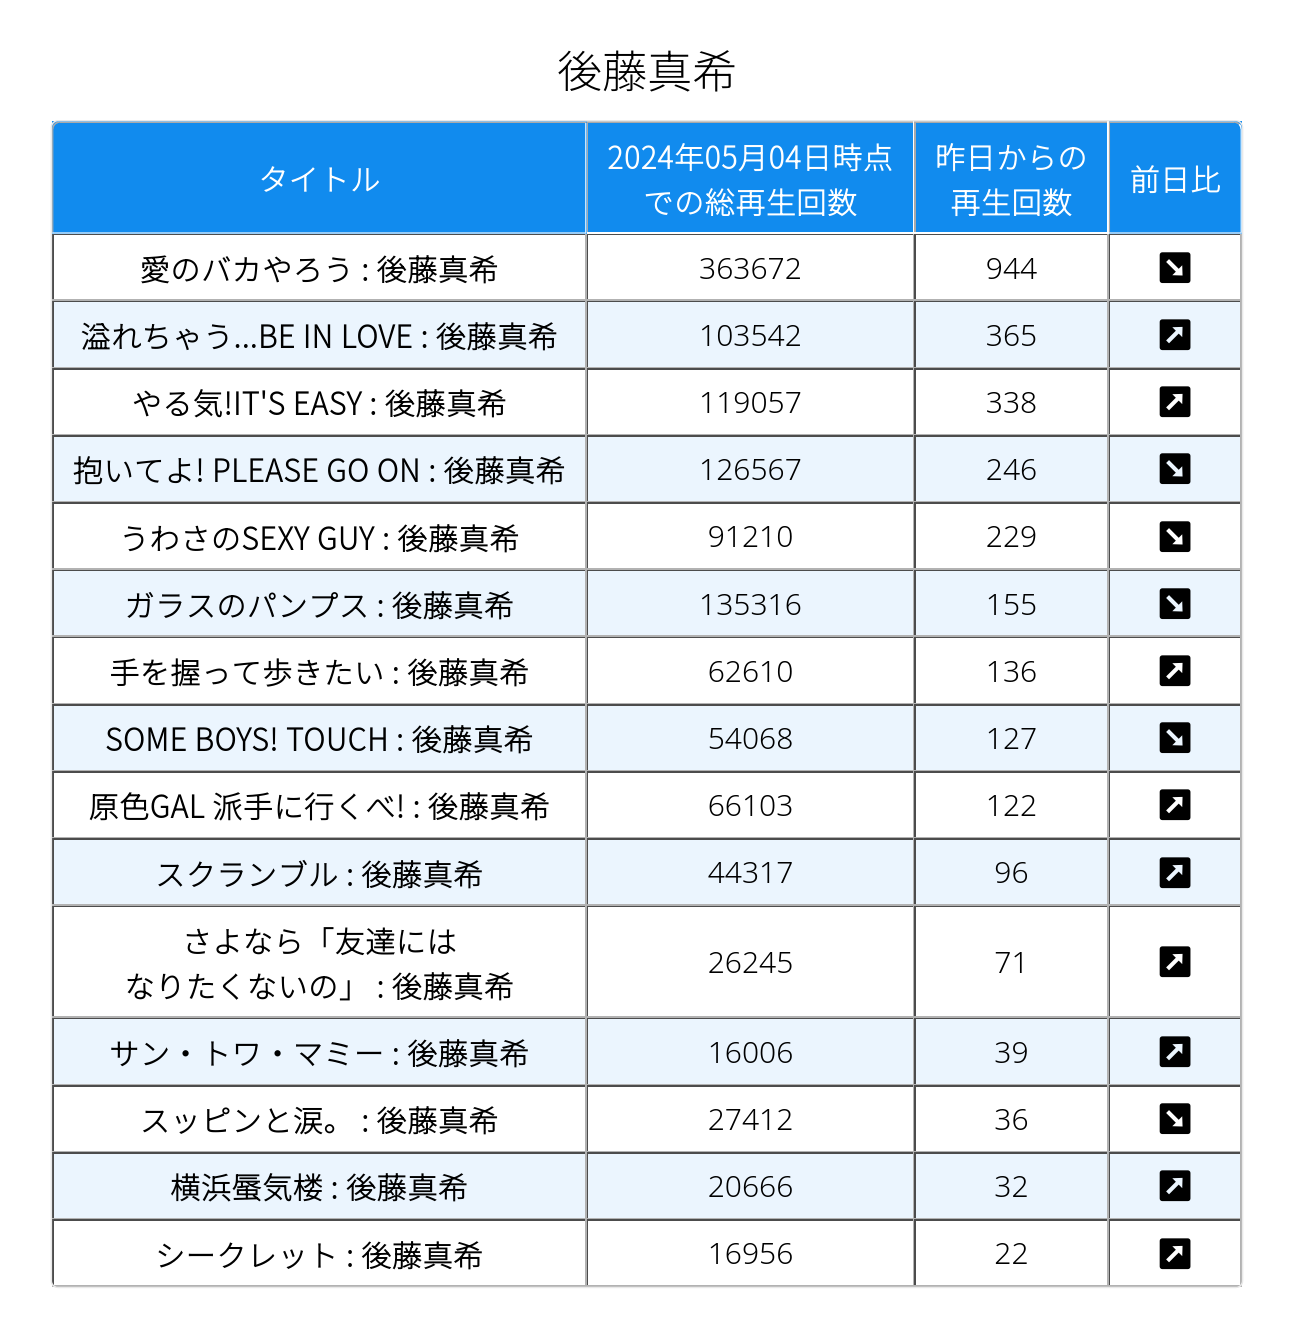 後藤真希
タイトル
2024年05月04日時点
での総再生回数
昨日からの
再生回数
前日比
愛のバカやろう : 後藤真希 363672 944
溢れちゃう...BE IN LOVE : 後藤真希 103542 365
やる気!IT'S EASY : 後藤真希 119057 338
抱いてよ! PLEASE GO ON : 後藤真希 126567 246
うわさのSEXY GUY : 後藤真希 91210 229
ガラスのパンプス : 後藤真希 135316 155
手を握って歩きたい : 後藤真希 62610 136
SOME BOYS! TOUCH : 後藤真希 54068 127
原色GAL 派手に行くべ! : 後藤真希 66103 122
スクランブル : 後藤真希 44317 96
さよなら「友達には
なりたくないの」 : 後藤真希 26245 71
サン・トワ・マミー : 後藤真希 16006 39
スッピンと涙。 : 後藤真希 27412 36
横浜蜃気楼 : 後藤真希 20666 32
シークレット : 後藤真希 16956 22